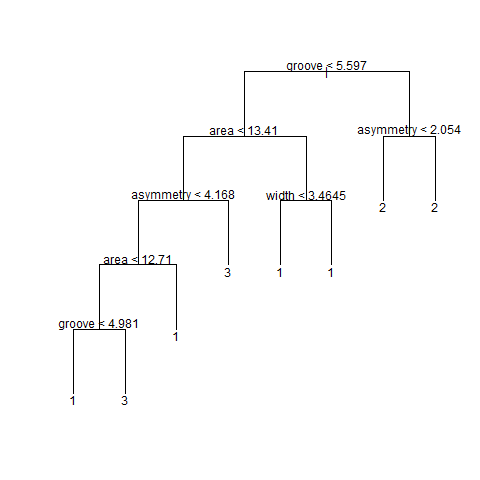 groove < 5.597
area < 13.41
asymmetry < 2.054
asymmetry < 4.168
width < 3.4645
2
2
area < 12.71
3
1
1
groove < 4.981
1
1
3